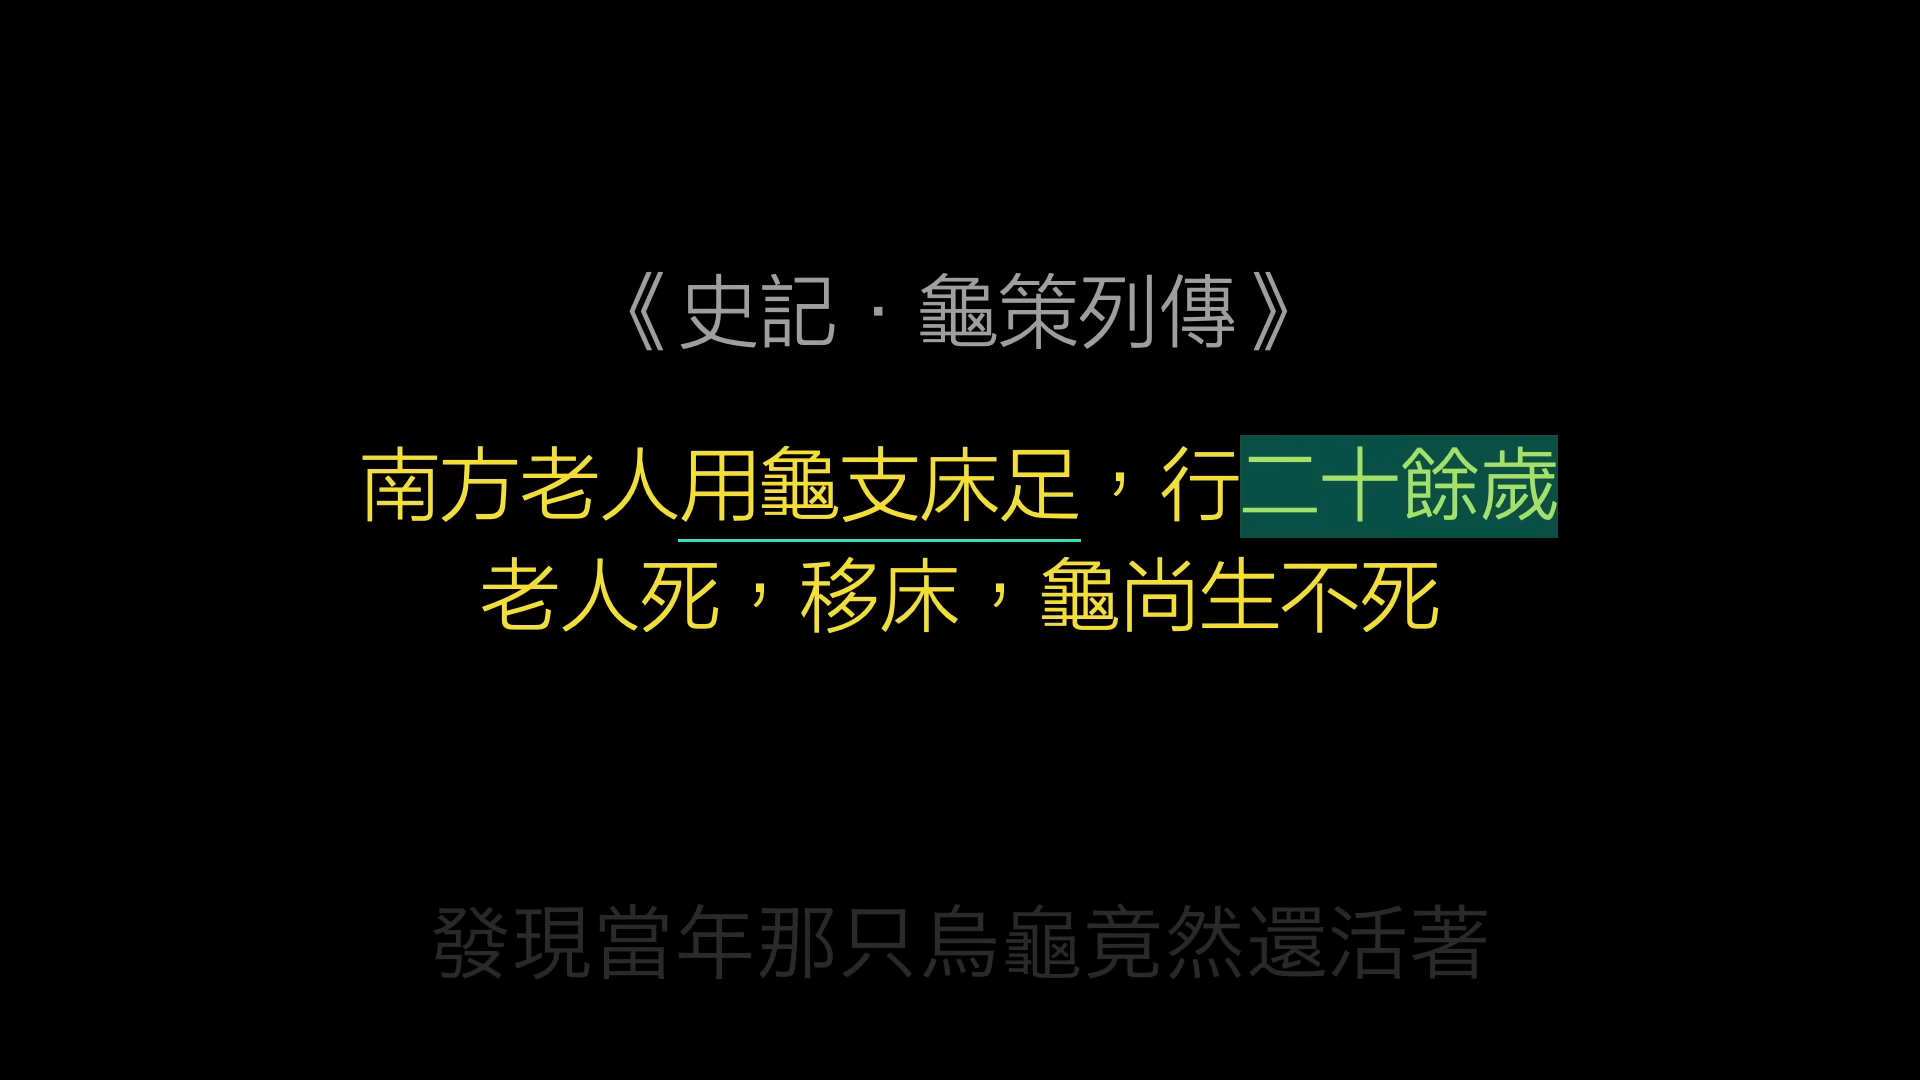 《史記·龜策列傳》
南方老人用龜支床足，行二十餘歲
老人死，移床，龜尚生不死
發現當年那只烏龜竟然還活著